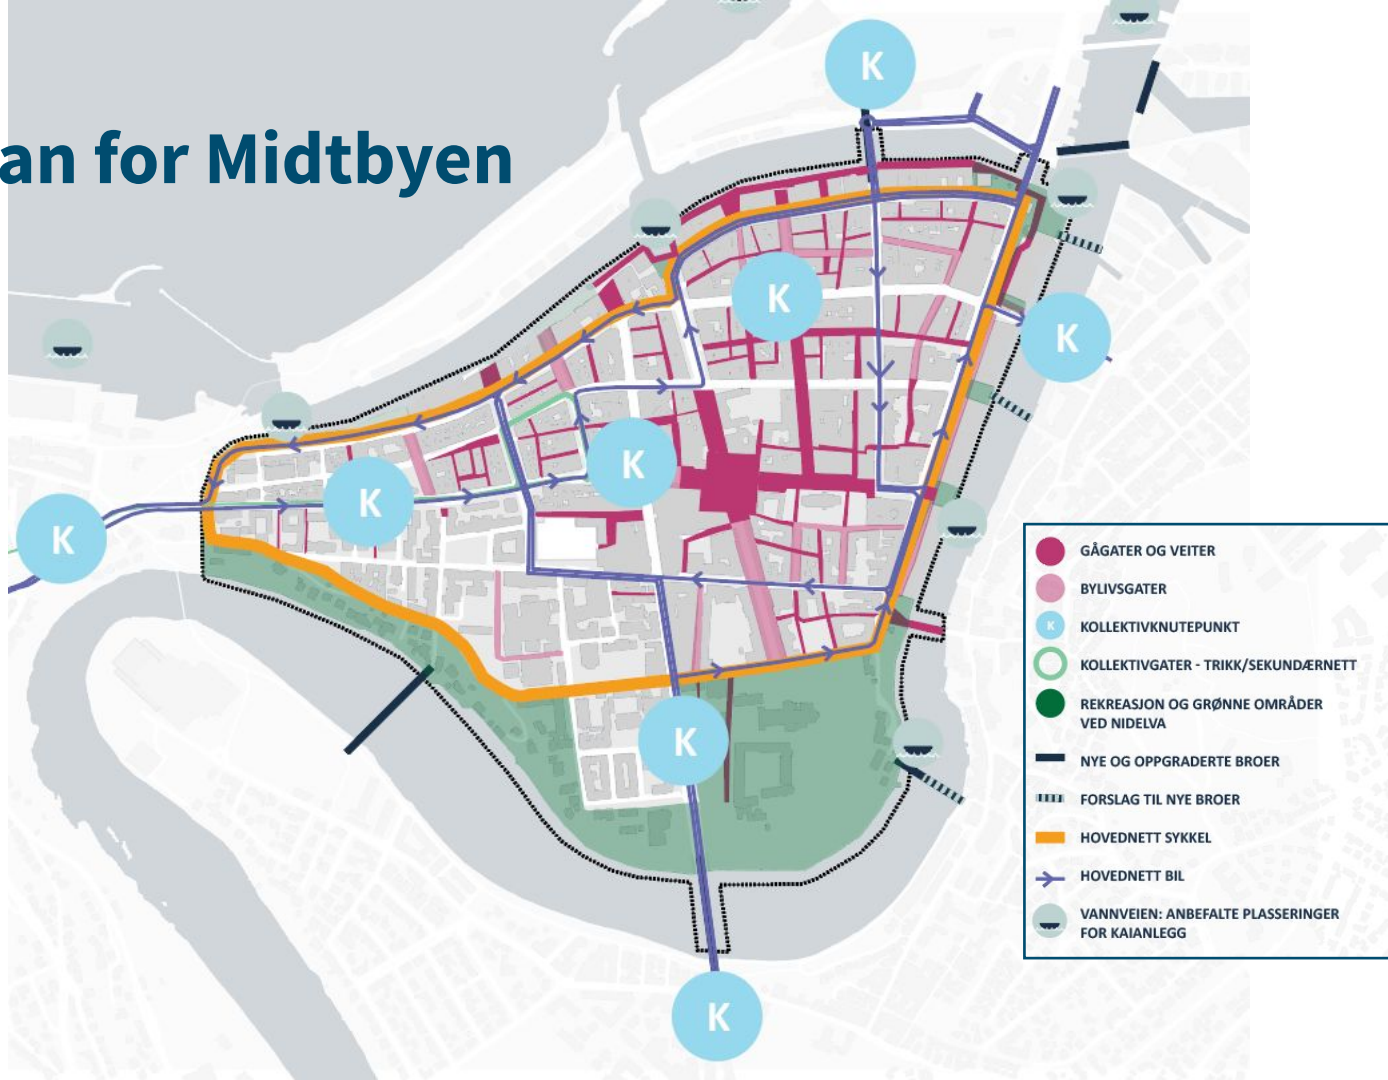 K
an for Midtbyen
K
K
K
K
K
K
K
K
GÅGATER OG VEITER
BYLIVSGATER
K KOLLEKTIVKNUTEPUNKT
KOLLEKTIVGATER - TRIKK/SEKUNDÆRNETT
REKREASJON OG GRØNNE OMRÅDER
VED NIDELVA
NYE OG OPPGRADERTE BROER
FORSLAG TIL NYE BROER
HOVEDNETT SYKKEL
HOVEDNETT BIL
VANNVEIEN: ANBEFALTE PLASSERINGER
FOR KAIANLEGG